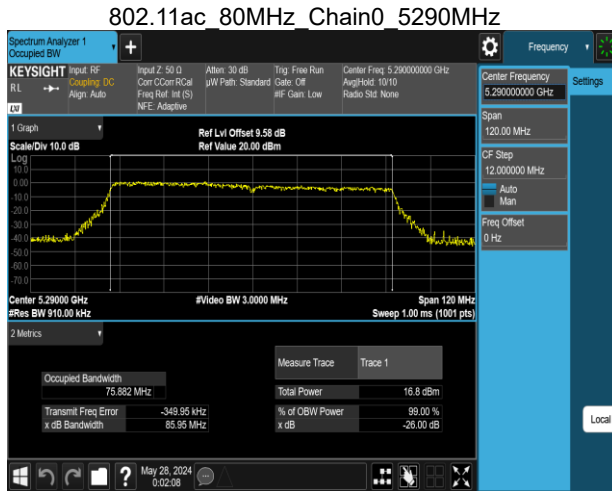 802.11ac_80MHz_Chain0_5290MHz
Spectrum Analyzer 1
Occupied BW
Frequency
KEYSIGHT
RL
LXI
Input: RF
Coupling: DC
Align: Auto
Input Z: 50 Ω
Corr CCorr RCal
Freq Ref: Int (S)
NFE: Adaptive
Atten: 30 dB
µW Path: Standard
Trig: Free Run
Gate: Off
#IF Gain: Low
Center Freq: 5.290000000 GHz
Avg|Hold: 10/10
Radio Std: None
Center Frequency
5.290000000 GHz
Settings
Span
120.00 MHz
CF Step
12.000000 MHz
Auto
Man
Freq Offset
0 Hz
Local
1 Graph
Scale/Div 10.0 dB
Ref Lvl Offset 9.58 dB
Ref Value 20.00 dBm
Log
10.0
0.00
-10.0
-20.0
-30.0
-40.0
-50.0
-60.0
-70.0
Center 5.29000 GHz
#Res BW 910.00 kHz
#Video BW 3.0000 MHz
Span 120 MHz
Sweep 1.00 ms (1001 pts)
2 Metrics
Measure Trace Trace 1
Occupied Bandwidth
75.882 MHz
Total Power 16.8 dBm
Transmit Freq Error -349.95 kHz
% of OBW Power 99.00 %
x dB Bandwidth 85.95 MHz
x dB -26.00 dB
May 28, 2024
0:02:08